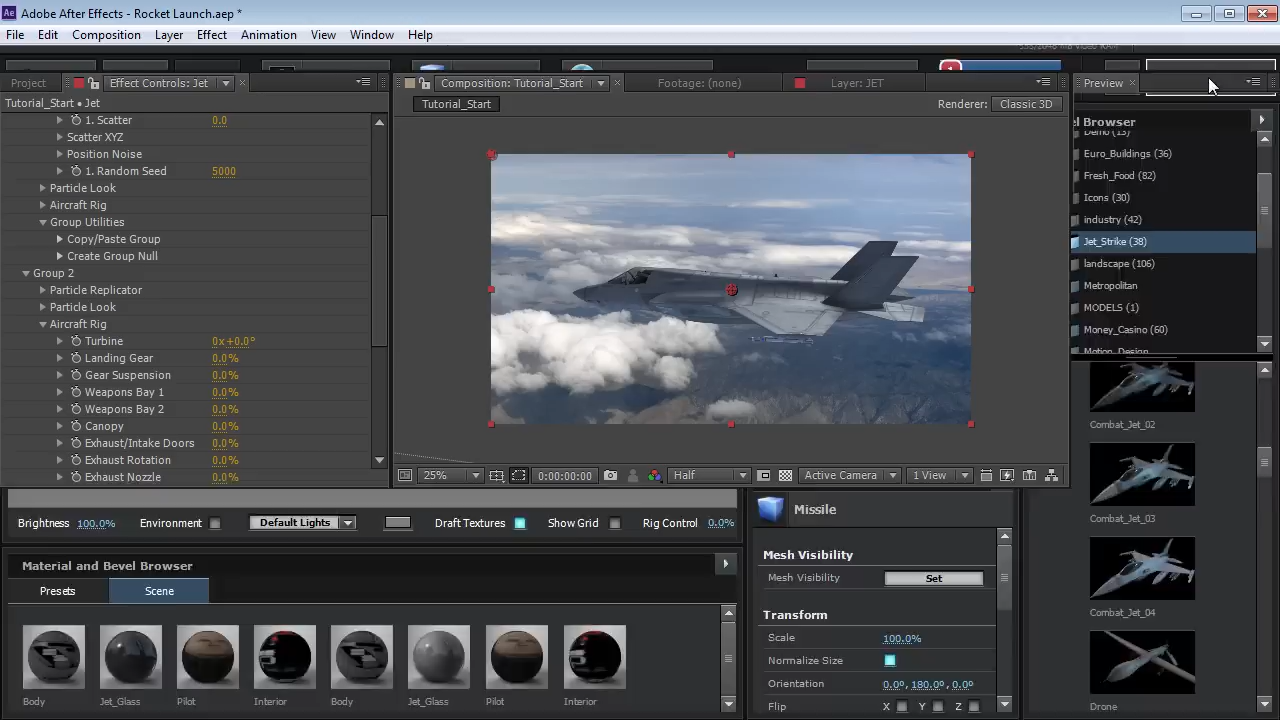 Adobe After Effects - Rocket Launch.aep *
File Edit Composition Layer Effect Animation View Window Help
Project
Effect Controls: Jet
Composition: Tutorial_Start
Footage: (none)
Layer: JET
Preview
Tutorial_Start • Jet
Tutorial_Start
Renderer: Classic 3D
1. Scatter 0.0
Scatter XYZ
Position Noise
1. Random Seed 5000
Particle Look
Aircraft Rig
Group Utilities
Copy/Paste Group
Create Group Null
Group 2
Particle Replicator
Particle Look
Aircraft Rig
Turbine 0x+0.0°
Landing Gear 0.0%
Gear Suspension 0.0%
Weapons Bay 1 0.0%
Weapons Bay 2 0.0%
Canopy 0.0%
Exhaust/Intake Doors 0.0%
Exhaust Rotation 0.0%
Exhaust Nozzle 0.0%
25% 0:00:00:00 Half Active Camera 1 View
el Browser
Demo (13)
Euro_Buildings (36)
Fresh_Food (82)
Icons (30)
industry (42)
Jet_Strike (38)
landscape (106)
Metropolitan
MODELS (1)
Money_Casino (60)
Motion_Design
Combat_Jet_02
Combat_Jet_03
Combat_Jet_04
Drone
Brightness 100.0% Environment Default Lights Draft Textures Show Grid Rig Control 0.0%
Material and Bevel Browser
Presets Scene
Body Jet_Glass Pilot Interior Body Jet_Glass Pilot Interior
Missile
Mesh Visibility
Mesh Visibility Set
Transform
Scale 100.0%
Normalize Size
Orientation 0.0°, 180.0°, 0.0°
Flip X Y Z